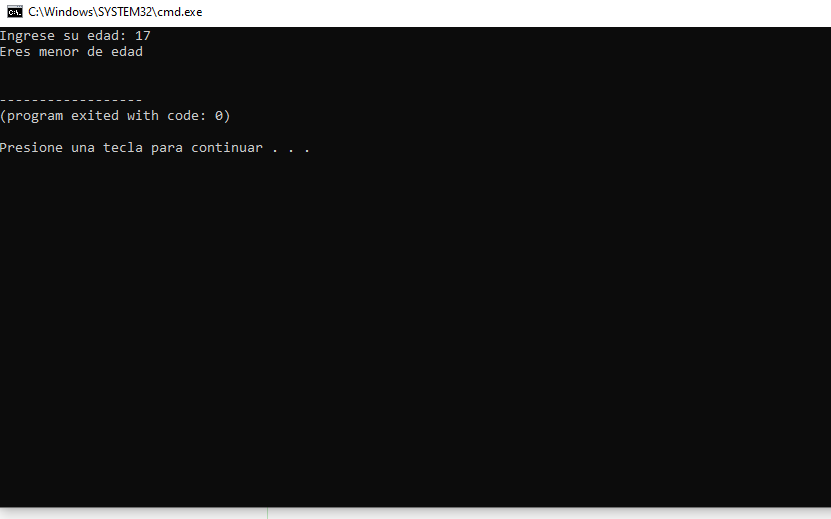 C:\Windows\SYSTEM32\cmd.exe
Ingrese su edad: 17
Eres menor de edad
------------------
(program exited with code: 0)
Presione una tecla para continuar . . .